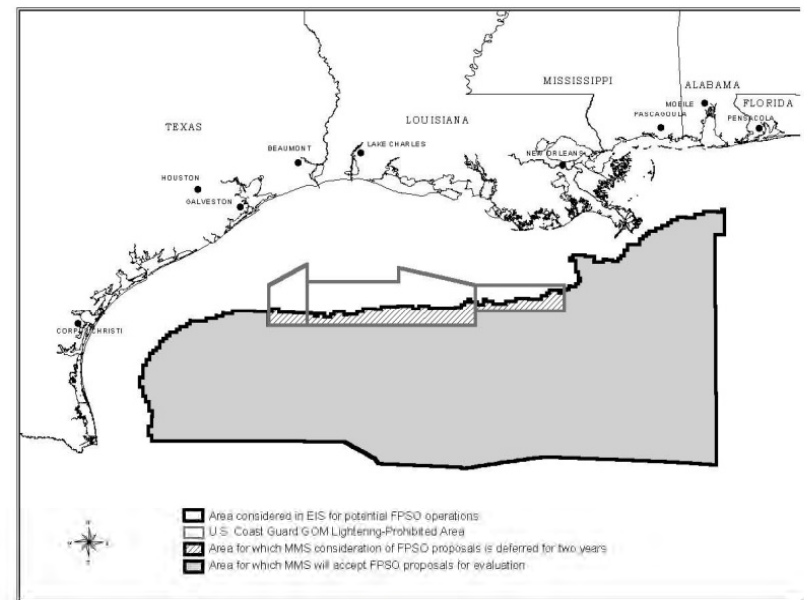 MISSISSIPPI
ALABAMA
MOBILE
FLORIDA
PASCAGOULA
PENSACOLA
LOUISIANA
TEXAS
BEAUMONT
LAKE CHARLES
NEW ORLEANS
HOUSTON
GALVESTON
CORPUS CHRISTI
N
W
E
S
Area considered in EIS for potential FPSO operations
U.S. Coast Guard GOM Lightering-Prohibited Area
Area for which MMS consideration of FPSO proposals is deferred for two years
Area for which MMS will accept FPSO proposals for evaluation